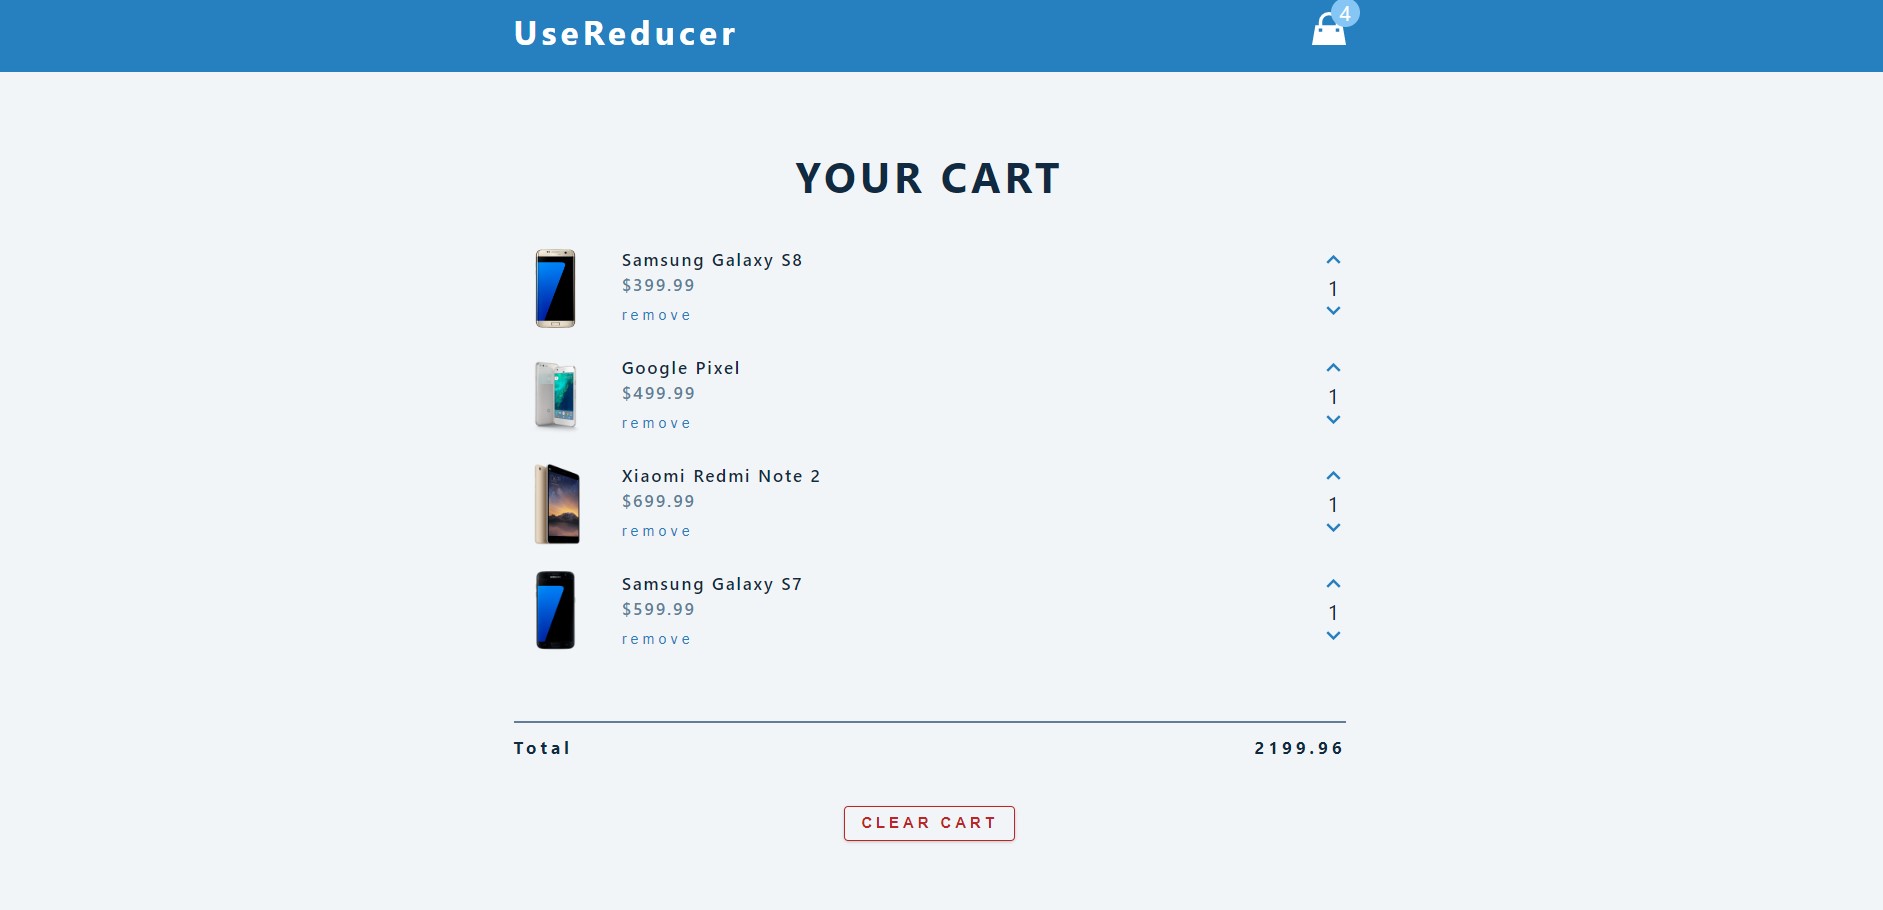 UseReducer
4
YOUR CART
Samsung Galaxy S8
$399.99
remove
1
Google Pixel
$499.99
remove
1
Xiaomi Redmi Note 2
$699.99
remove
1
Samsung Galaxy S7
$599.99
remove
1
Total 2199.96
CLEAR CART